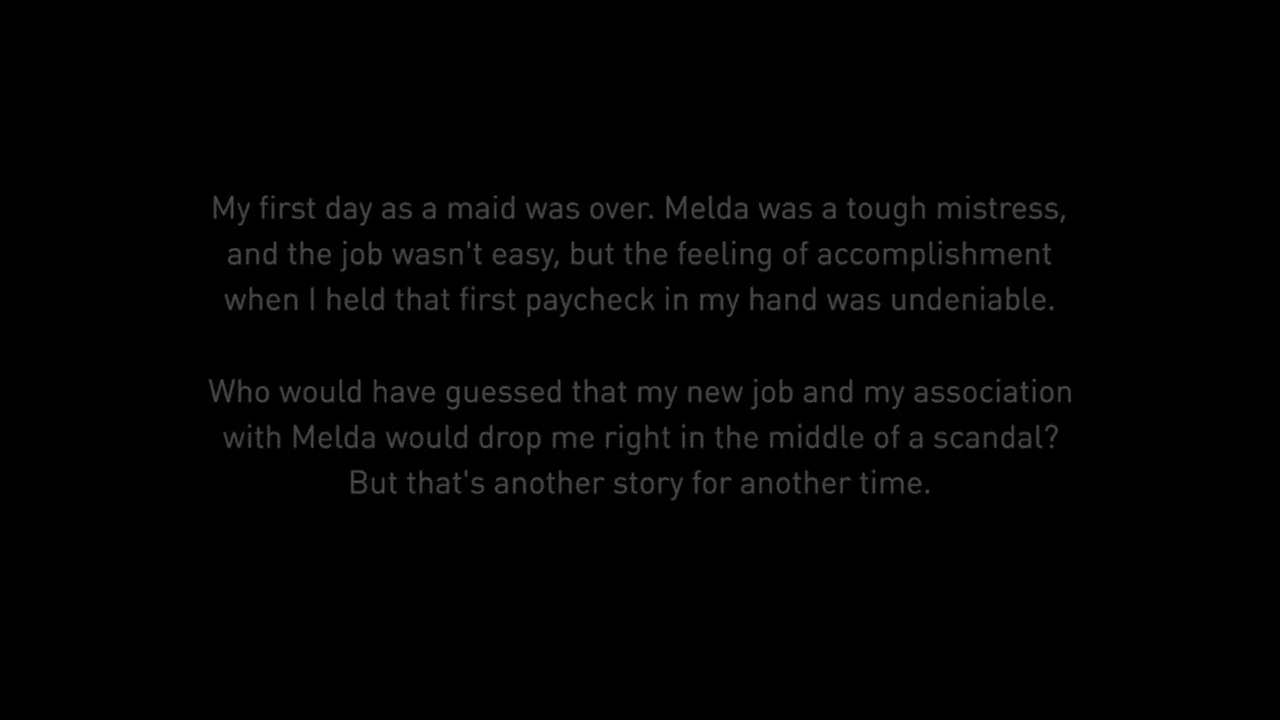 My first day as a maid was over. Melda was a tough mistress,
and the job wasn't easy, but the feeling of accomplishment
when I held that first paycheck in my hand was undeniable.
Who would have guessed that my new job and my association
with Melda would drop me right in the middle of a scandal?
But that's another story for another time.